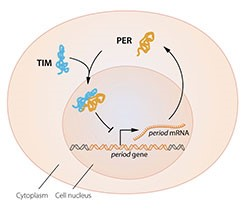 PER
TIM
period mRNA
period gene
Cytoplasm Cell nucleus